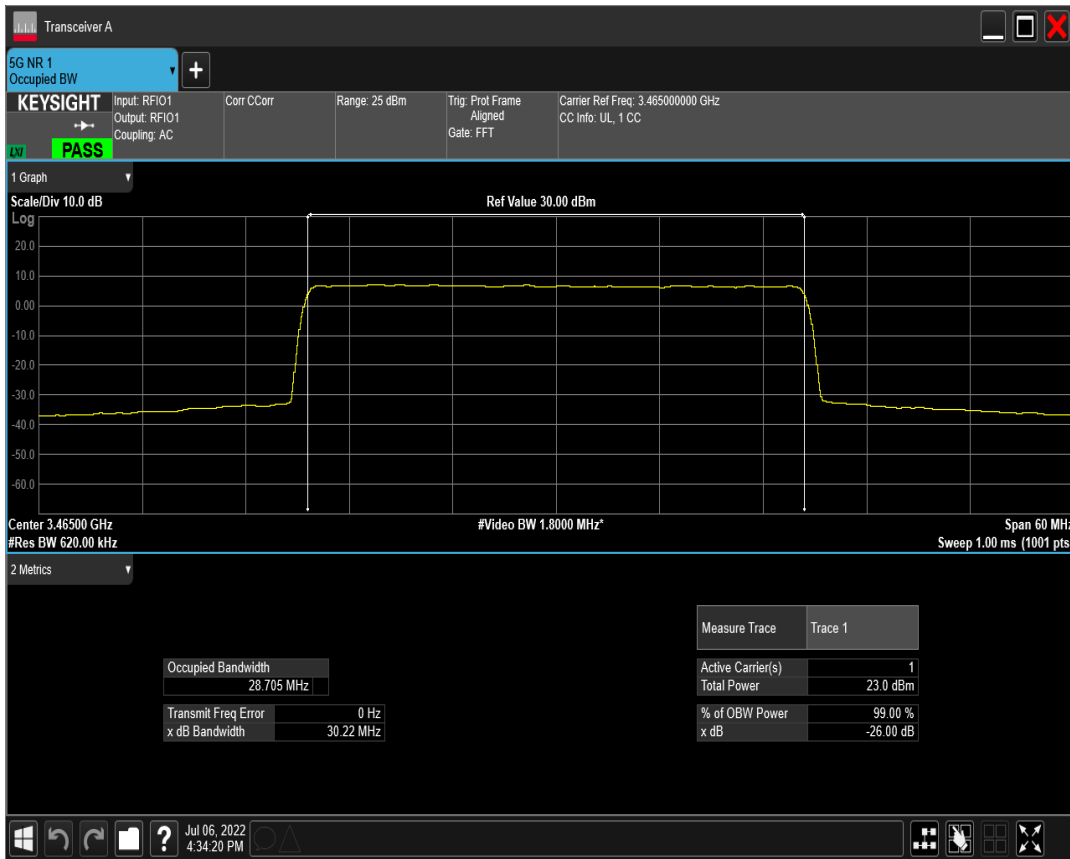 Transceiver A
5G NR 1
Occupied BW
KEYSIGHT
LXI
PASS
Input: RFIO1
Output: RFIO1
Coupling: AC
Corr CCorr
Range: 25 dBm
Trig: Prot Frame
Aligned
Gate: FFT
Carrier Ref Freq: 3.465000000 GHz
CC Info: UL, 1 CC
1 Graph
Scale/Div 10.0 dB
Ref Value 30.00 dBm
Log
20.0
10.0
0.00
-10.0
-20.0
-30.0
-40.0
-50.0
-60.0
Center 3.46500 GHz
#Video BW 1.8000 MHz*
Span 60 MHz
#Res BW 620.00 kHz
Sweep 1.00 ms (1001 pts
2 Metrics
Measure Trace
Trace 1
Occupied Bandwidth
28.705 MHz
Active Carrier(s)
1
Total Power
23.0 dBm
Transmit Freq Error
0 Hz
x dB Bandwidth
30.22 MHz
% of OBW Power
99.00 %
x dB
-26.00 dB
?
Jul 06, 2022
4:34:20 PM